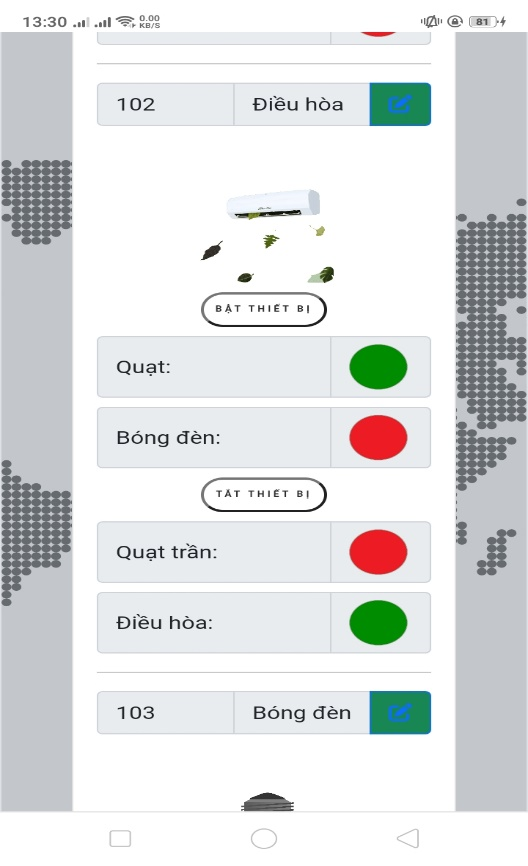 13:30 0.00 KB/S 81
102 Điều hòa
BẬT THIẾT BỊ
Quạt:
Bóng đèn:
TẮT THIẾT BỊ
Quạt trần:
Điều hòa:
103 Bóng đèn